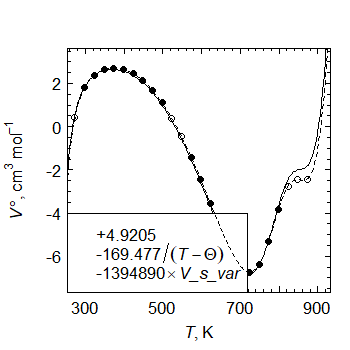 2
0
-2
-4
-6
V°, cm³ mol⁻¹
+4.9205
-169.477/(T − Θ)
-1394890× V_s_var
300 500 700 900
T, K